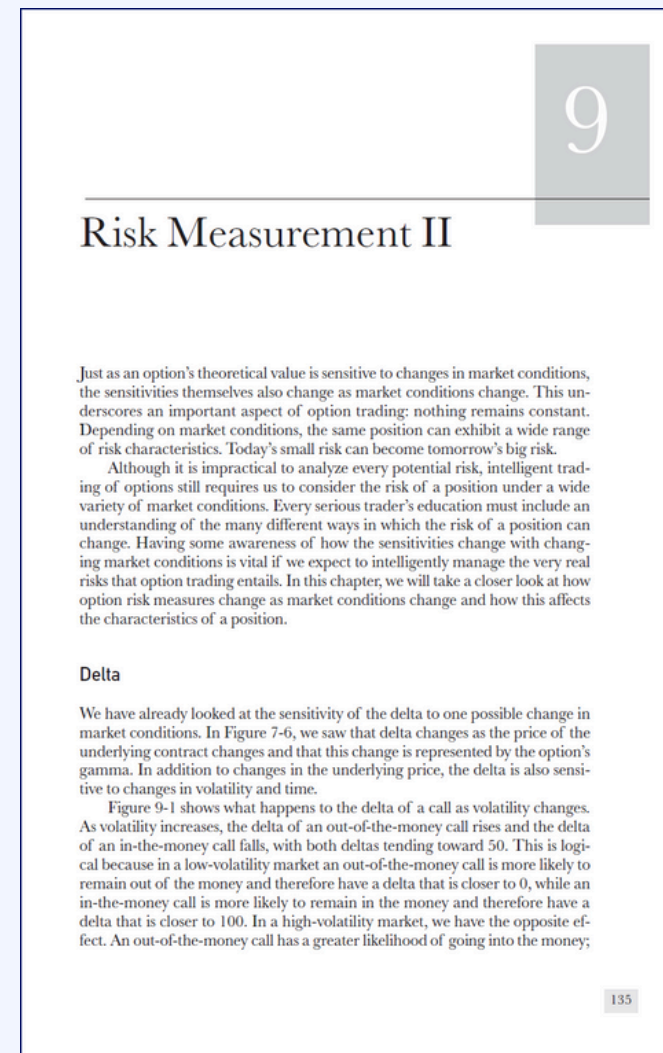 9
Risk Measurement II
Just as an option's theoretical value is sensitive to changes in market conditions,
the sensitivities themselves also change as market conditions change. This un-
derscores an important aspect of option trading: nothing remains constant.
Depending on market conditions, the same position can exhibit a wide range
of risk characteristics. Today's small risk can become tomorrow's big risk.
Although it is impractical to analyze every potential risk, intelligent trad-
ing of options still requires us to consider the risk of a position under a wide
variety of market conditions. Every serious trader's education must include an
understanding of the many different ways in which the risk of a position can
change. Having some awareness of how the sensitivities change with chang-
ing market conditions is vital if we expect to intelligently manage the very real
risks that option trading entails. In this chapter, we will take a closer look at how
option risk measures change as market conditions change and how this affects
the characteristics of a position.
Delta
We have already looked at the sensitivity of the delta to one possible change in
market conditions. In Figure 7-6, we saw that delta changes as the price of the
underlying contract changes and that this change is represented by the option's
gamma. In addition to changes in the underlying price, the delta is also sensi-
tive to changes in volatility and time.
Figure 9-1 shows what happens to the delta of a call as volatility changes.
As volatility increases, the delta of an out-of-the-money call rises and the delta
of an in-the-money call falls, with both deltas tending toward 50. This is logi-
cal because in a low-volatility market an out-of-the-money call is more likely to
remain out of the money and therefore have a delta that is closer to 0, while an
in-the-money call is more likely to remain in the money and therefore have a
delta that is closer to 100. In a high-volatility market, we have the opposite ef-
fect. An out-of-the-money call has a greater likelihood of going into the money;
135